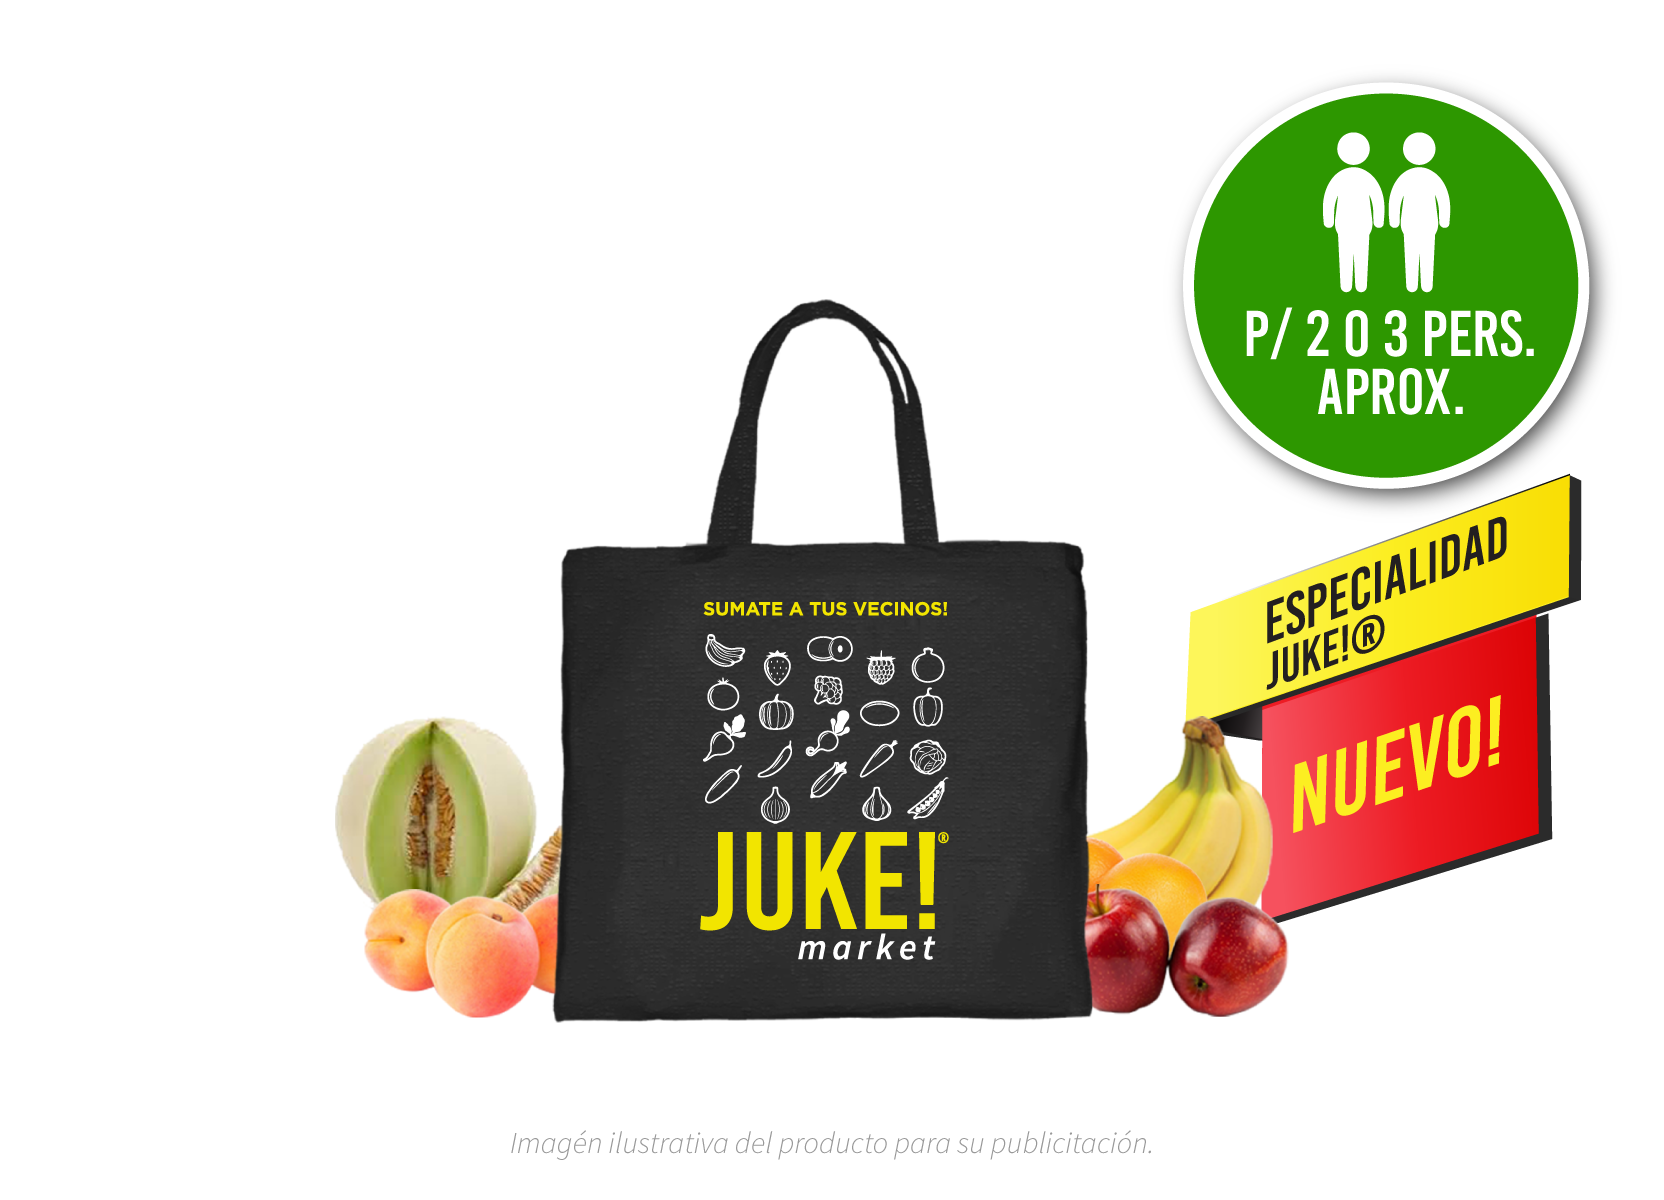 P/ 2 O 3 PERS.
APROX.
ESPECIALIDAD
JUKE!®
NUEVO!
SUMATE A TUS VECINOS!
JUKE!®
market
Imagén ilustrativa del producto para su publicitación.